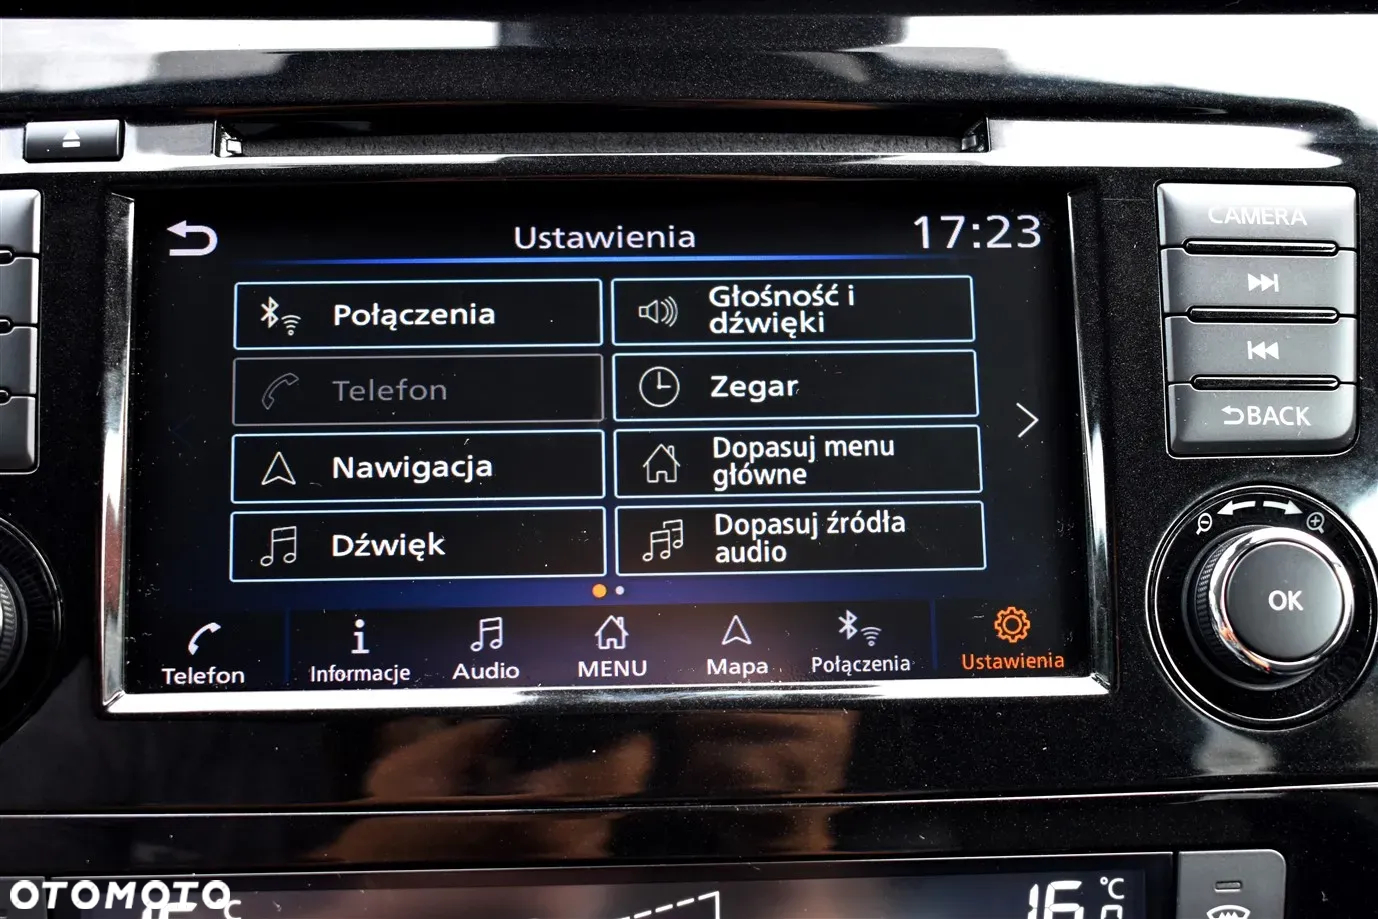 CAMERA
Ustawienia
17:23
Połączenia
Głośność i
dźwięki
Telefon
Zegar
Nawigacja
Dopasuj menu
główne
Dźwięk
Dopasuj źródła
audio
BACK
OK
Telefon
Informacje
Audio
MENU
Mapa
Połączenia
Ustawienia
OTOMOTO
°C
16 °C